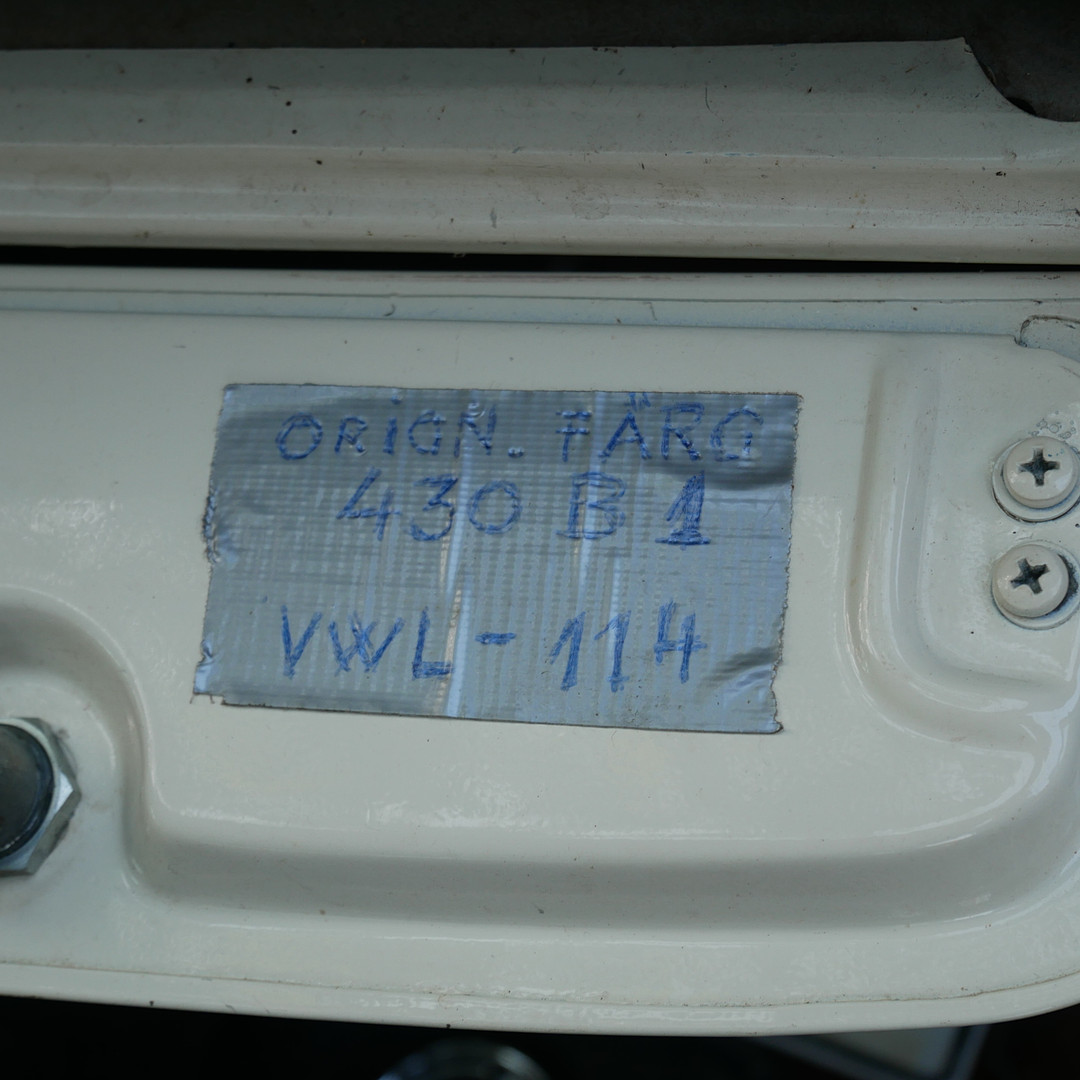 ORIGN. FÄRG
430 B 1
VWL - 114